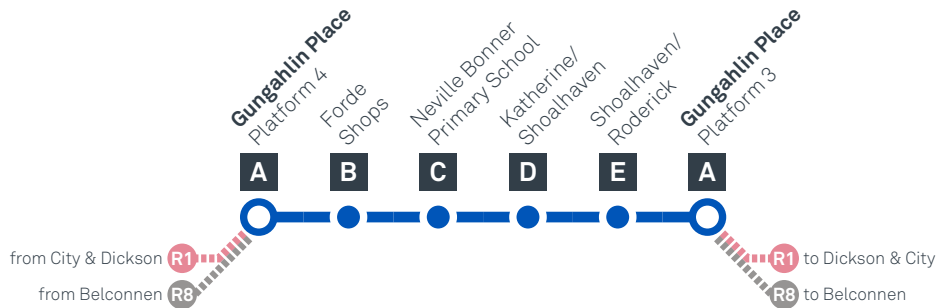 Gungahlin Place
Platform 4
Forde
Shops
Neville Bonner
Primary School
Katherine/
Shoalhaven
Shoalhaven/
Roderick
Gungahlin Place
Platform 3
A
B
C
D
E
A
from City & Dickson R1
R1 to Dickson & City
from Belconnen R8
R8 to Belconnen